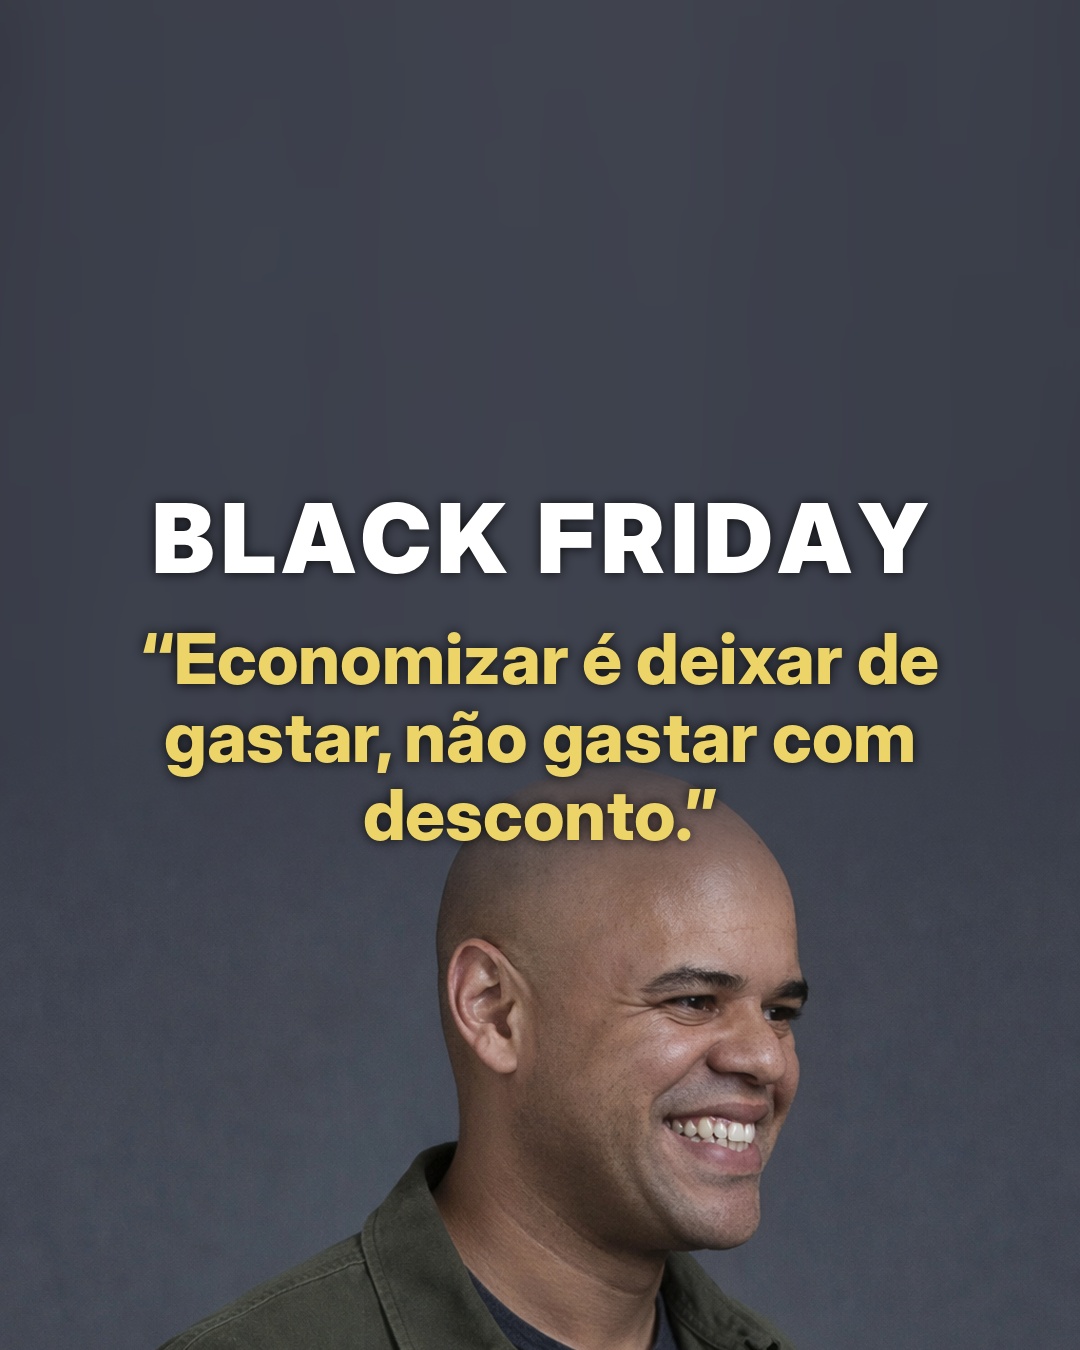 BLACK FRIDAY
“Economizar é deixar de
gastar, não gastar com
desconto.”